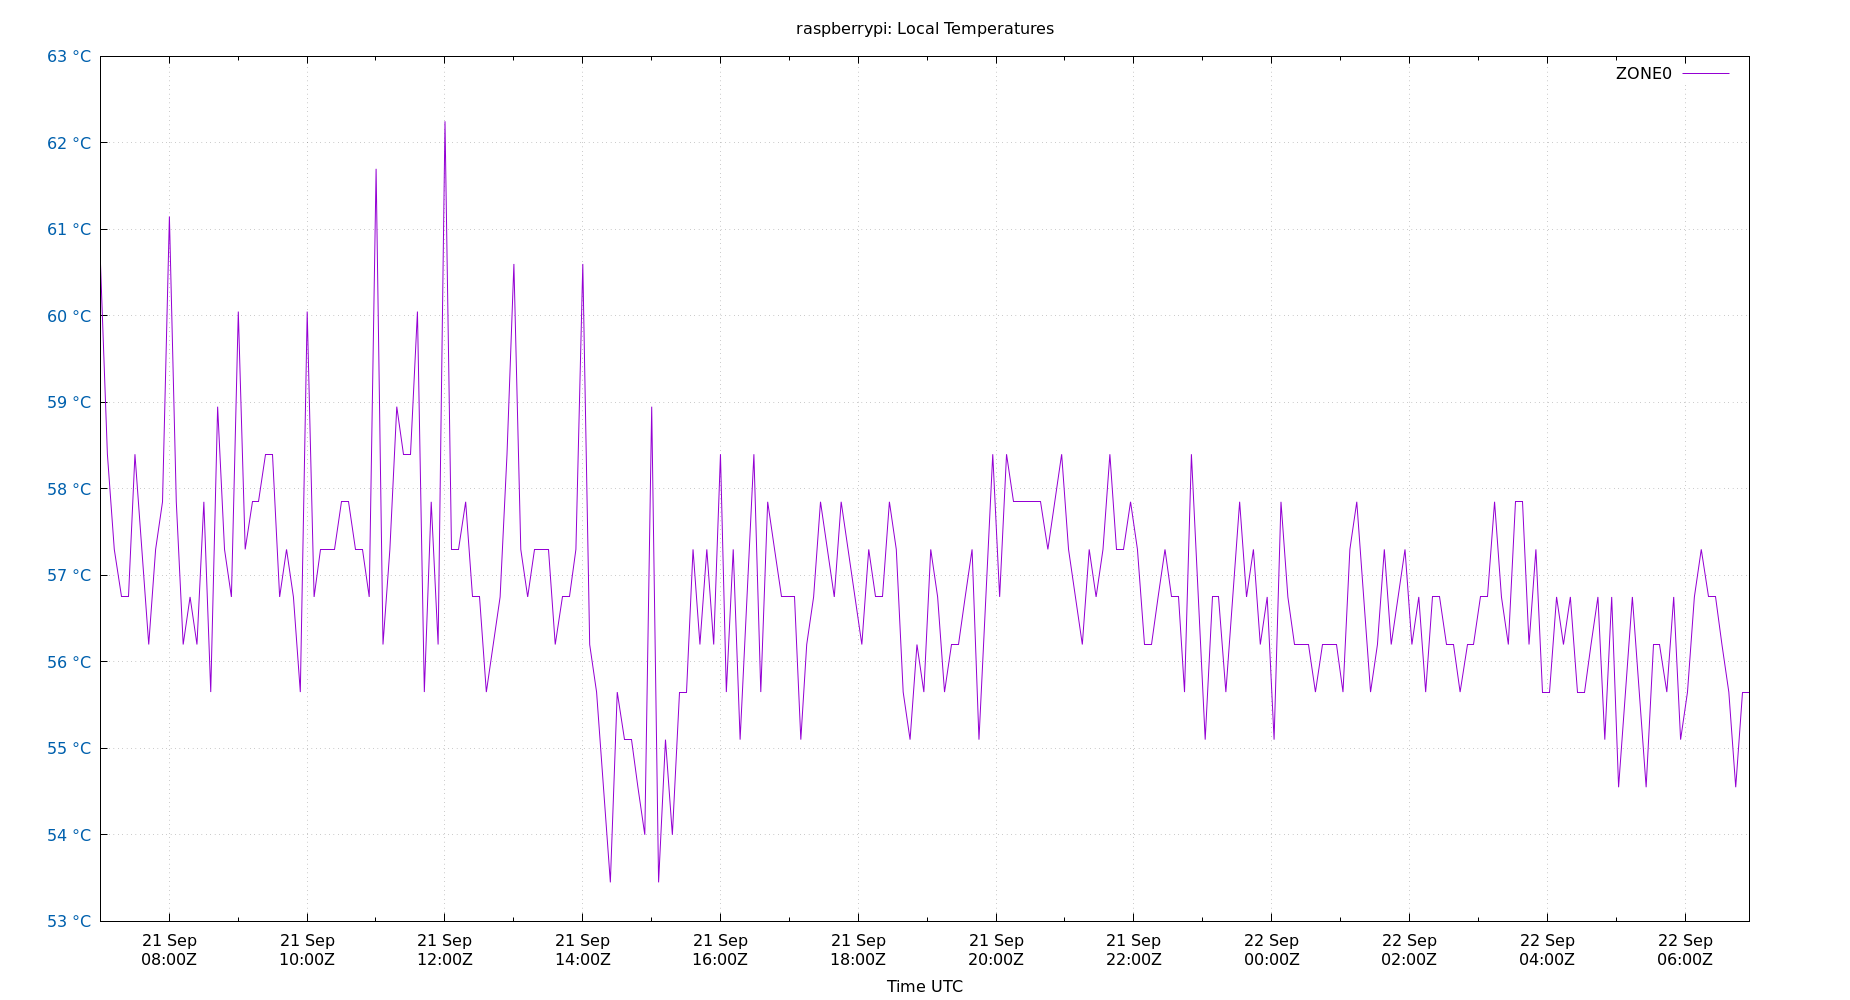 raspberrypi: Local Temperatures
63 °C
ZONE0
62 °C
61 °C
60 °C
59 °C
58 °C
57 °C
56 °C
55 °C
54 °C
53 °C
21 Sep 21 Sep 21 Sep 21 Sep 21 Sep 21 Sep 21 Sep 21 Sep 22 Sep 22 Sep 22 Sep 22 Sep
08:00Z 10:00Z 12:00Z 14:00Z 16:00Z 18:00Z 20:00Z 22:00Z 00:00Z 02:00Z 04:00Z 06:00Z
Time UTC